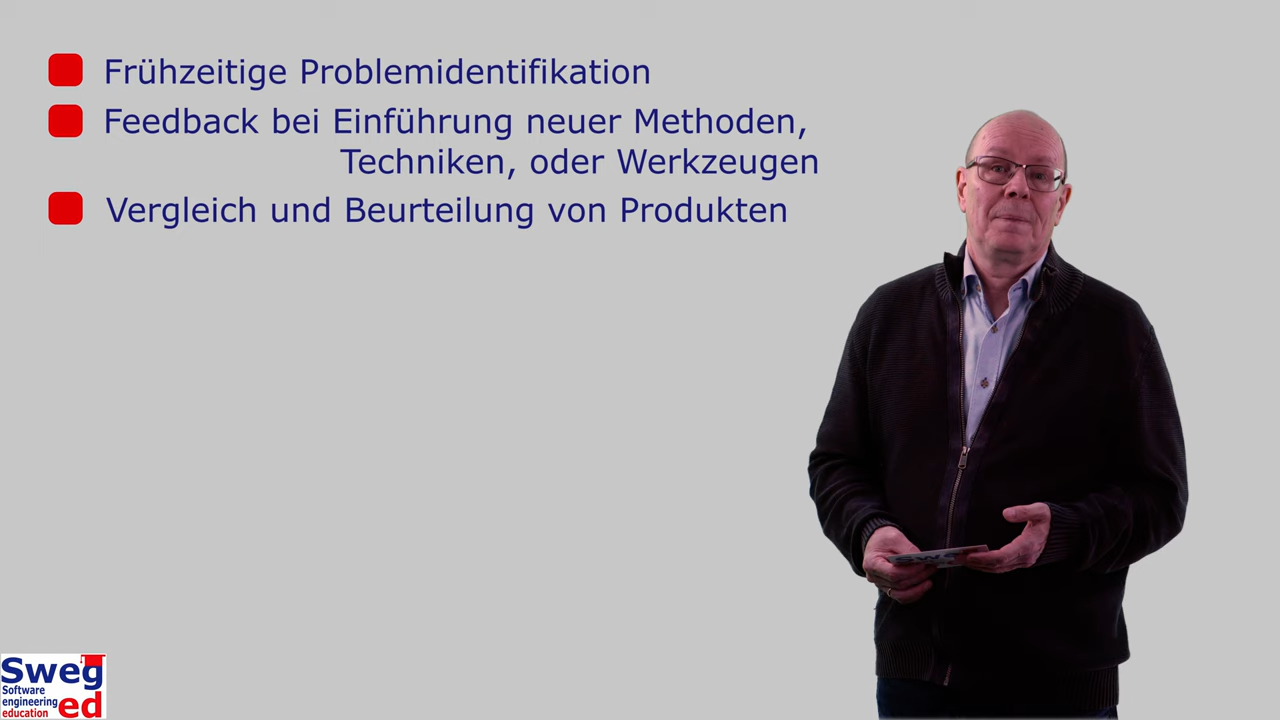 Frühzeitige Problemidentifikation
Feedback bei Einführung neuer Methoden,
Techniken, oder Werkzeugen
Vergleich und Beurteilung von Produkten
Sweg
Software
engineering
education
ed